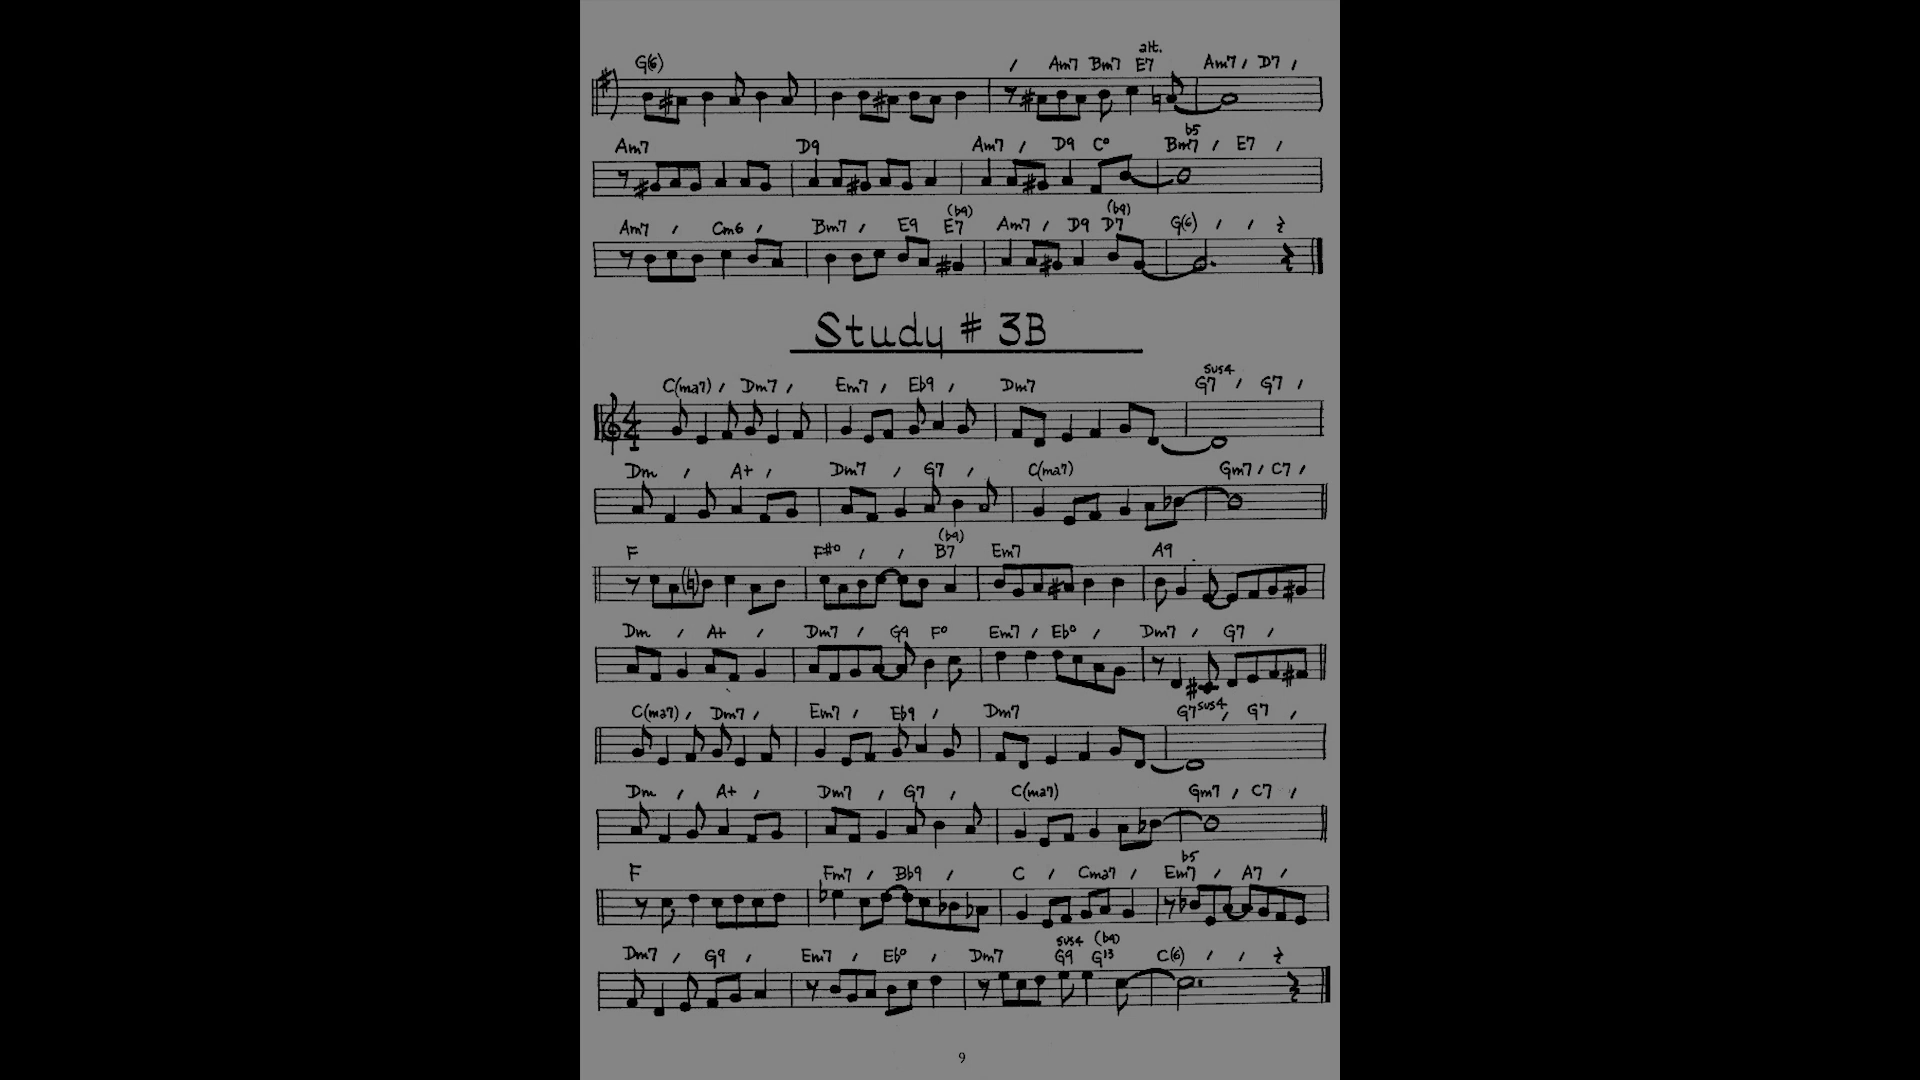 alt.
G(6) / Am7 Bm7 E7 Am7 / D7 /
b5
Am7 D9 Am7 / D9 C° Bm7 / E7 /
(b9) (b9)
Am7 / Cm6 / Bm7 / E9 E7 Am7 / D9 D7 G(6) / /
Study # 3B
sus4
C(ma7) / Dm7 / Em7 / Eb9 / Dm7 G7 / G7 /
4
4
Dm / A+ / Dm7 / G7 / C(ma7) Gm7 / C7 /
(b9)
F F#° / / B7 Em7 A9
Dm / A+ / Dm7 / G9 F° Em7 / Eb° / Dm7 / G7 /
C(ma7) / Dm7 / Em7 / Eb9 / Dm7 G7sus4 / G7 /
Dm / A+ / Dm7 / G7 / C(ma7) Gm7 / C7 /
b5
F Fm7 / Bb9 / C / Cma7 / Em7 / A7 /
sus4 (b9)
Dm7 / G9 / Em7 / Eb° / Dm7 G9 G13 C(6) / /
9